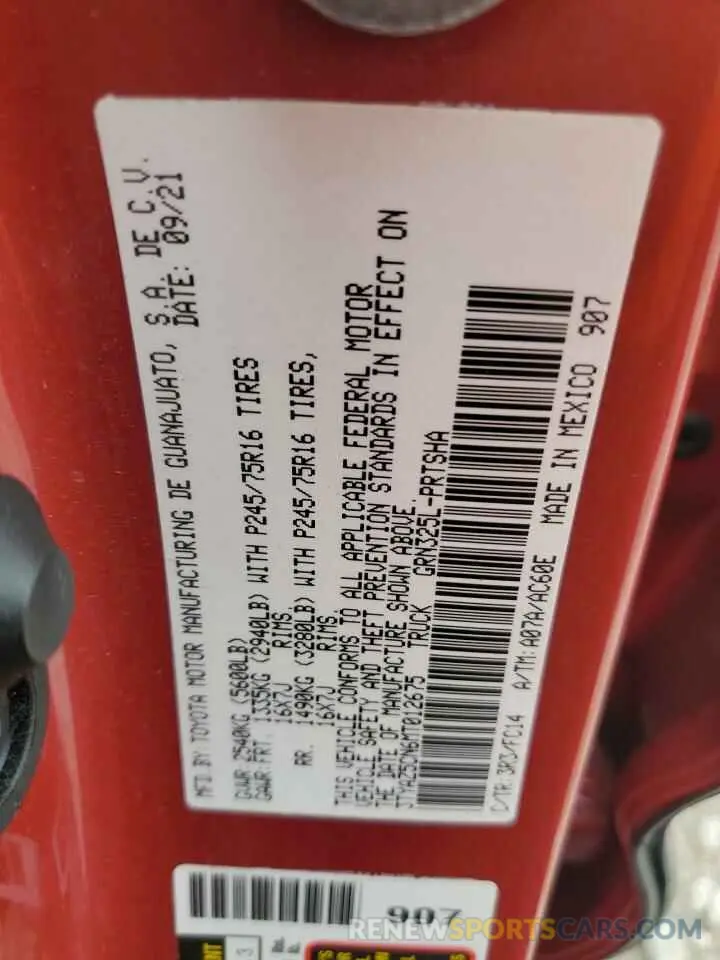 MFD.BY TOYOTA MOTOR MANUFACTURING DE GUANAJUATO, S.A. DE C.V.
DATE: 09/21
GVWR 2540KG (5600LB)
GAWR FRT. 1335KG (2940LB) WITH P245/75R16 TIRES
16X7J RIMS.
RR. 1490KG (3280LB) WITH P245/75R16 TIRES,
16X7J RIMS.
THIS VEHICLE CONFORMS TO ALL APPLICABLE FEDERAL MOTOR
VEHICLE SAFETY AND THEFT PREVENTION STANDARDS IN EFFECT ON
THE DATE OF MANUFACTURE SHOWN ABOVE.
3TYAZ5CN6MT012675 TRUCK GRN325L-PRTSHA
C/TR: 3R3/FC14 A/TM: A07A/AC60E MADE IN MEXICO 907
907
3
RENEWSPORTSCARS.COM